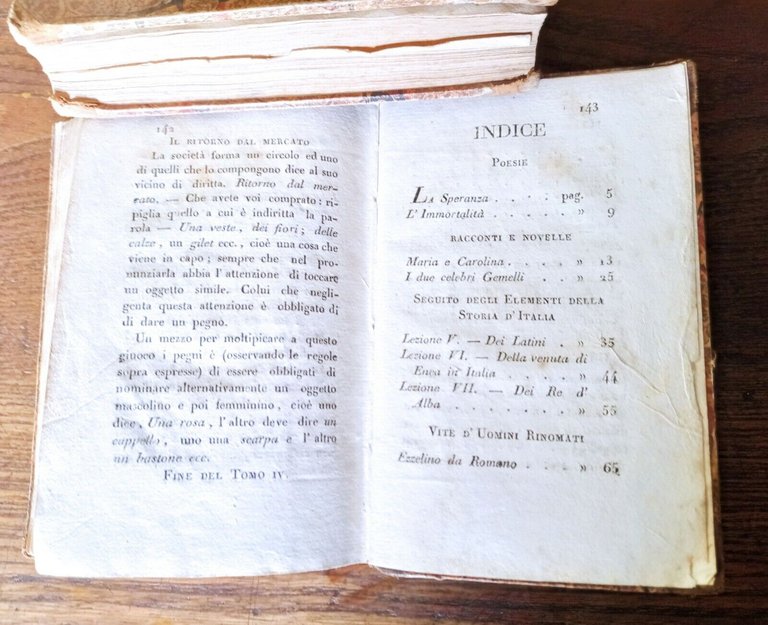 142
IL RITORNO DAL MERCATO
La società forma un circolo ed uno
di quelli che lo compongono dice al suo
vicino di diritta. Ritorno dal mer-
cato. — Che avete voi comprato: ri-
piglia quello a cui è indiritta la pa-
rola — Una veste, dei fiori; delle
calze, un gilet ecc., cioè una cosa che
viene in capo; sempre che nel pro-
nunziarla abbia l'attenzione di toccare
un oggetto simile. Colui che negli-
genta questa attenzione è obbligato di
di dare un pegno.
Un mezzo per moltipicare a questo
giuoco i pegni è (osservando le regole
sopra espresse) di essere obbligati di
nominare alternativamente un oggetto
mascolino e poi femminino, cioè uno
dice, Una rosa, l'altro deve dire un
cappello, uno una scarpa e l'altro
un bastone ecc.
FINE DEL TOMO IV.
143
INDICE
POESIE
LA Speranza . . . . . pag. 5
L'Immortalità . . . . . » 9
RACCONTI E NOVELLE
Maria e Carolina . . . . » 13
I due celebri Gemelli . . . » 25
SEGUITO DEGLI ELEMENTI DELLA
STORIA D'ITALIA
Lezione V. — Dei Latini . . » 35
Lezione VI. — Della venuta di
Enea in Italia . . . . . » 44
Lezione VII. — Dei Re d'
Alba . . . . . . . » 55
VITE D'UOMINI RINOMATI
Ezzelino da Romano . . . . » 65